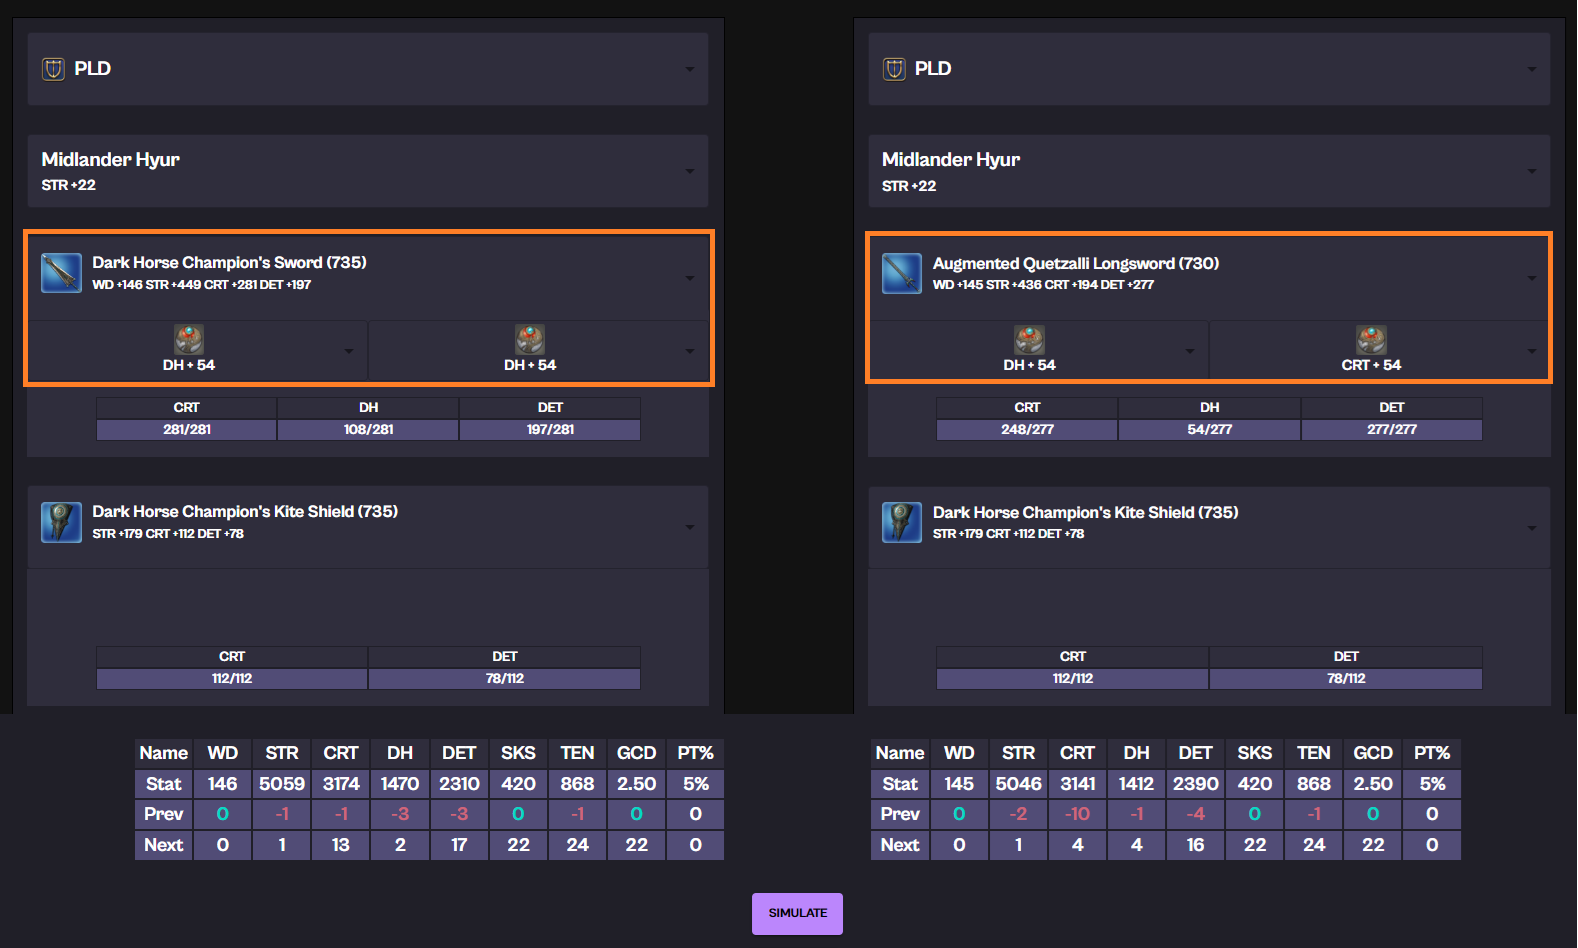 PLD
Midlander Hyur
STR +22
Dark Horse Champion's Sword (735)
WD +146 STR +449 CRT +281 DET +197
DH + 54 DH + 54
CRT DH DET
281/281 108/281 197/281
Dark Horse Champion's Kite Shield (735)
STR +179 CRT +112 DET +78
CRT DET
112/112 78/112
Name WD STR CRT DH DET SKS TEN GCD PT%
Stat 146 5059 3174 1470 2310 420 868 2.50 5%
Prev 0 -1 -1 -3 -3 0 -1 0 0
Next 0 1 13 2 17 22 24 22 0
PLD
Midlander Hyur
STR +22
Augmented Quetzalli Longsword (730)
WD +145 STR +436 CRT +194 DET +277
DH + 54 CRT + 54
CRT DH DET
248/277 54/277 277/277
Dark Horse Champion's Kite Shield (735)
STR +179 CRT +112 DET +78
CRT DET
112/112 78/112
Name WD STR CRT DH DET SKS TEN GCD PT%
Stat 145 5046 3141 1412 2390 420 868 2.50 5%
Prev 0 -2 -10 -1 -4 0 -1 0 0
Next 0 1 4 4 16 22 24 22 0
SIMULATE